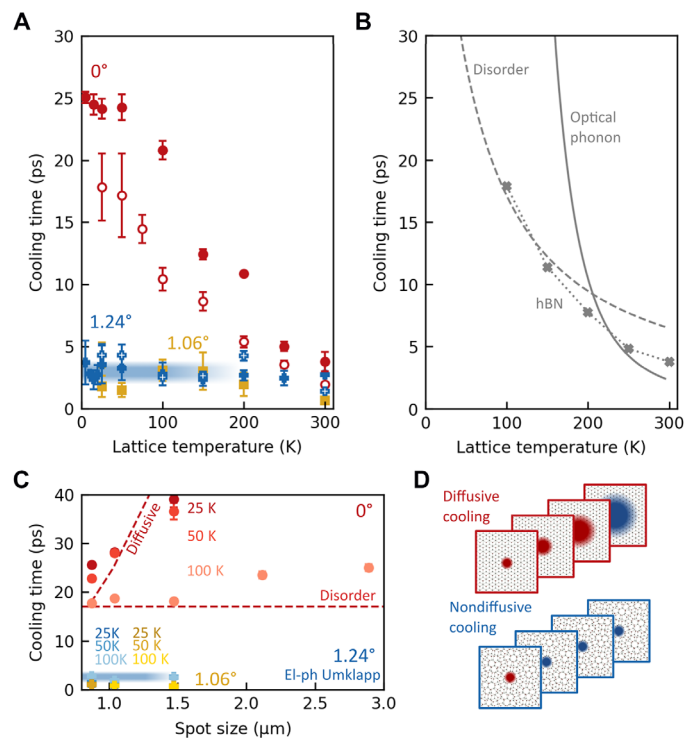 A
30
25
20
15
10
5
0
0°
1.24°
1.06°
Cooling time (ps)
0 100 200 300
Lattice temperature (K)
B
30
25
20
15
10
5
0
Disorder
Optical
phonon
hBN
Cooling time (ps)
0 100 200 300
Lattice temperature (K)
C
40
30
20
10
0
Diffusive
25 K
50 K
100 K
0°
Disorder
25K 25 K
50K 50 K
100K 100 K
1.24°
1.06° El-ph Umklapp
Cooling time (ps)
1.0 1.5 2.0 2.5 3.0
Spot size (μm)
D
Diffusive
cooling
Nondiffusive
cooling